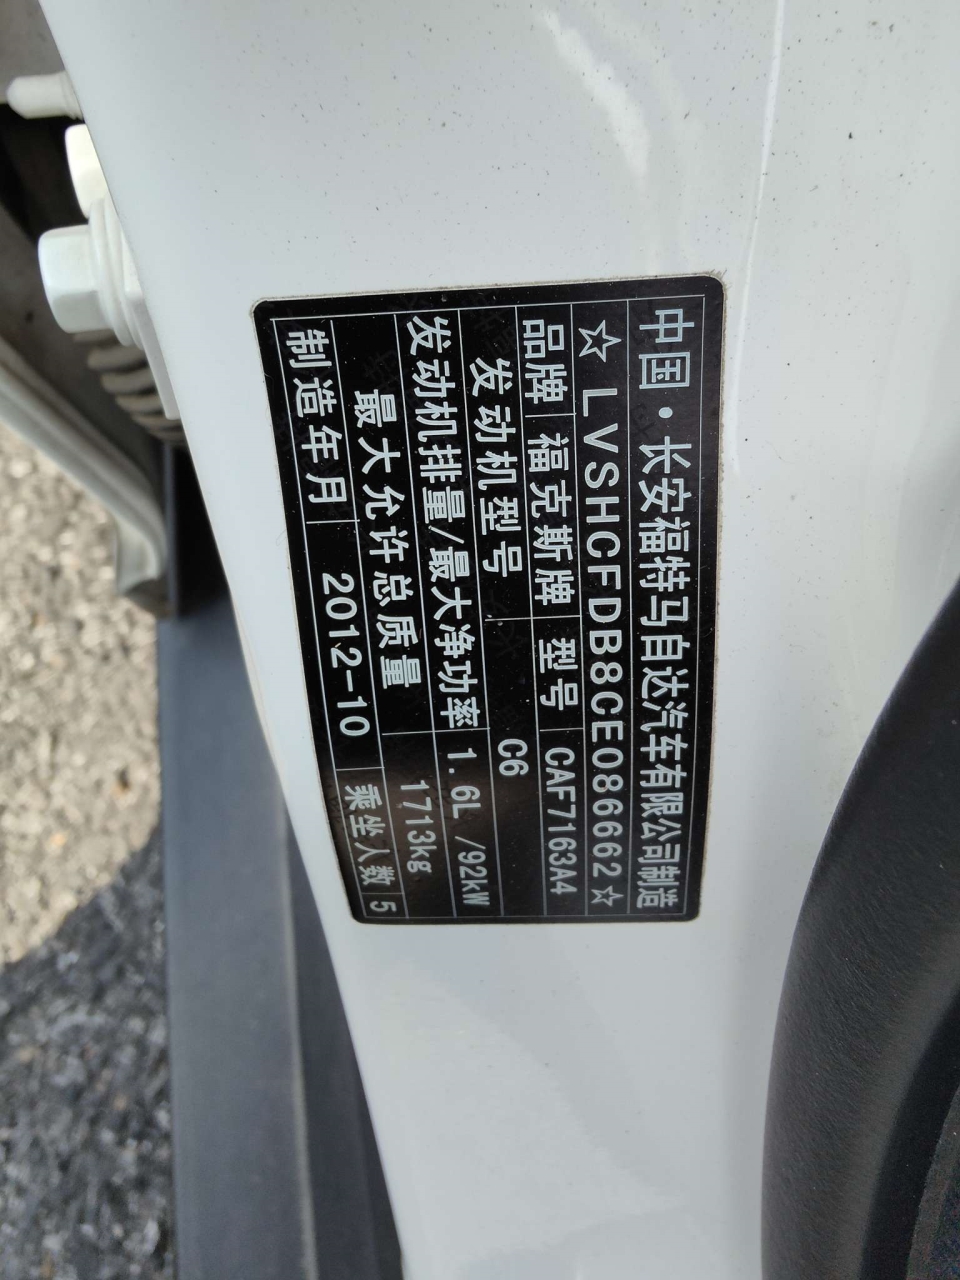 中国·长安福特马自达汽车有限公司制造
☆LVSHCFDB8CE086662☆
品牌 福克斯牌 型号 CAF7163A4
发动机型号 C6
发动机排量/最大净功率 1.6L /92kW
最大允许总质量 1713kg
制造年月 2012-10 乘坐人数 5